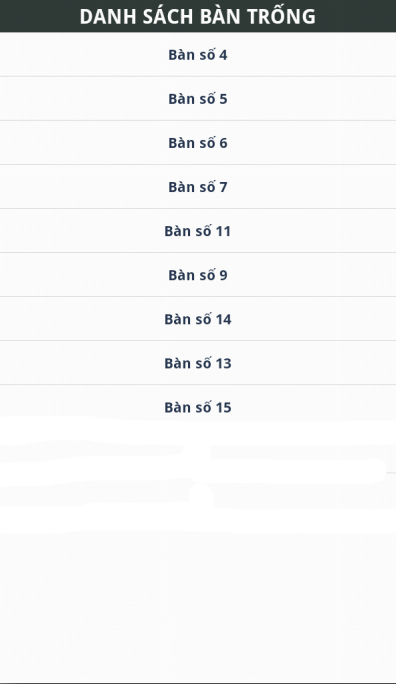 DANH SÁCH BÀN TRỐNG
Bàn số 4
Bàn số 5
Bàn số 6
Bàn số 7
Bàn số 11
Bàn số 9
Bàn số 14
Bàn số 13
Bàn số 15